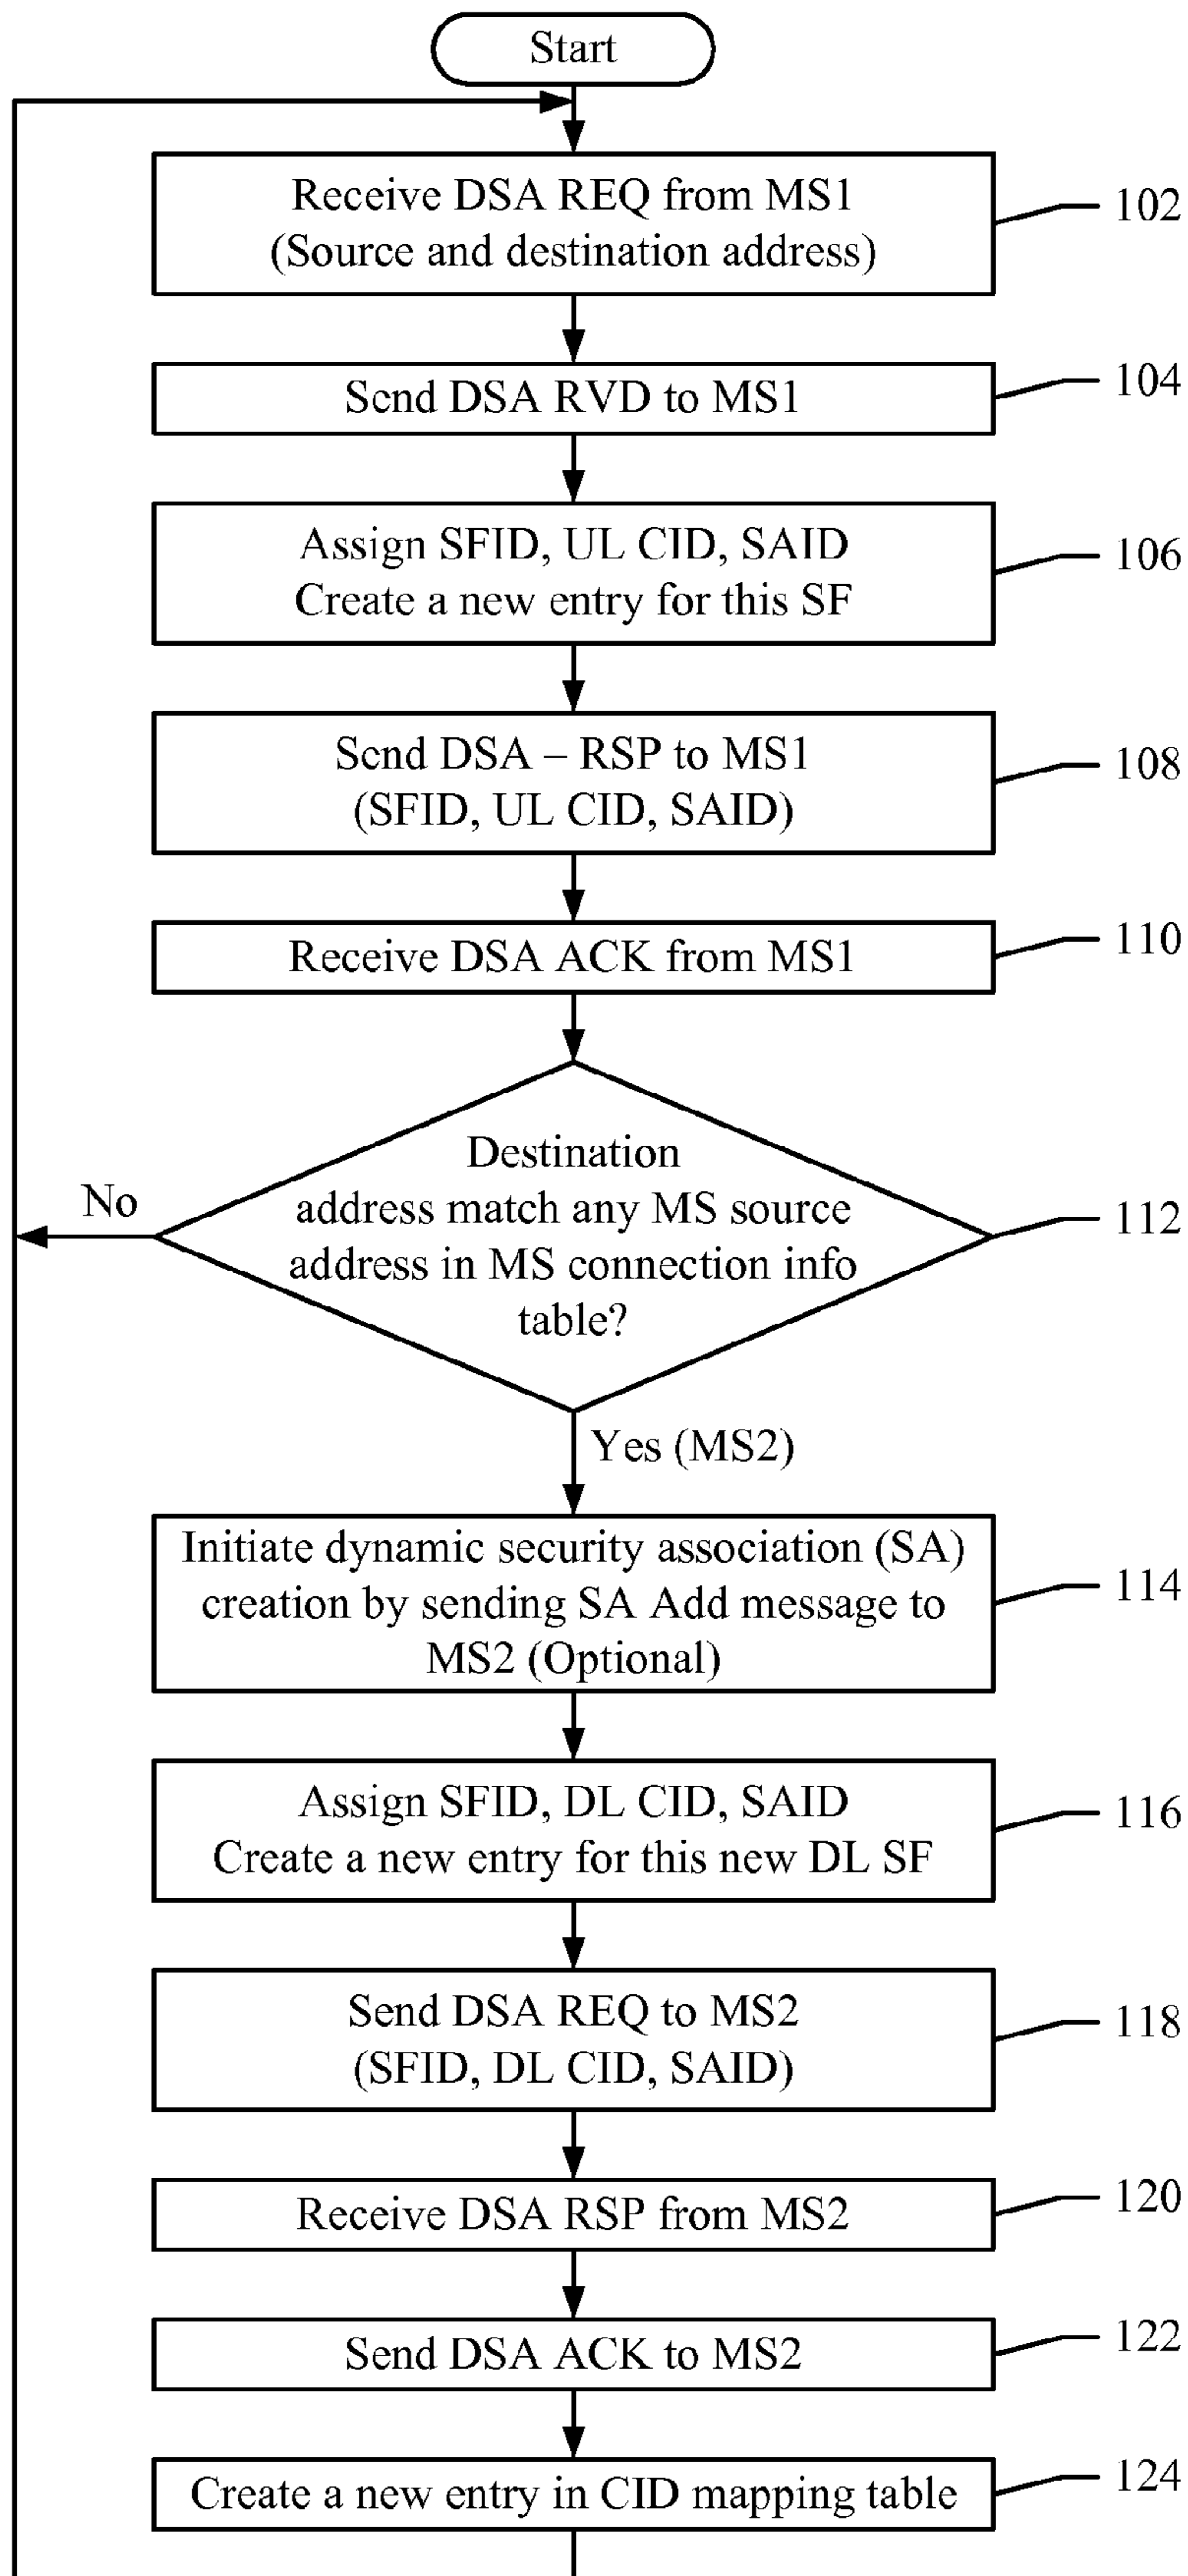 Start
Receive DSA REQ from MS1
(Source and destination address)
102
Send DSA RVD to MS1
104
Assign SFID, UL CID, SAID
Create a new entry for this SF
106
Send DSA – RSP to MS1
(SFID, UL CID, SAID)
108
Receive DSA ACK from MS1
110
Destination
address match any MS source
address in MS connection info
table?
112
No
Yes (MS2)
Initiate dynamic security association (SA)
creation by sending SA Add message to
MS2 (Optional)
114
Assign SFID, DL CID, SAID
Create a new entry for this new DL SF
116
Send DSA REQ to MS2
(SFID, DL CID, SAID)
118
Receive DSA RSP from MS2
120
Send DSA ACK to MS2
122
Create a new entry in CID mapping table
124